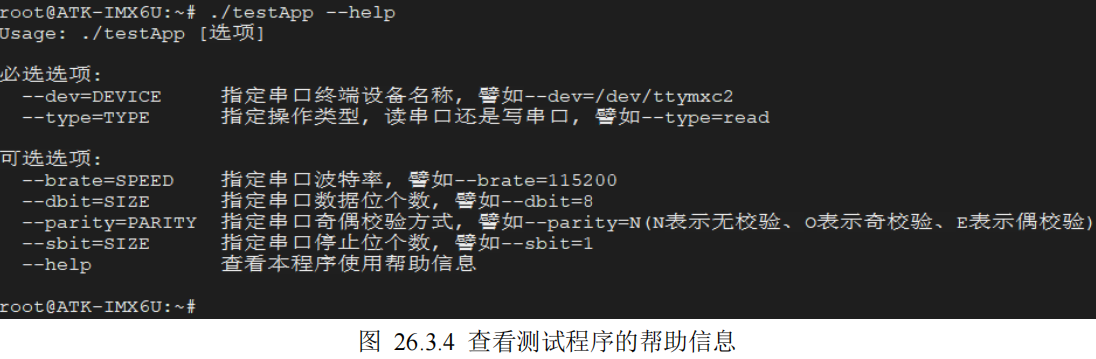 root@ATK-IMX6U:~# ./testApp --help
Usage: ./testApp [选项]
必选选项:
--dev=DEVICE 指定串口终端设备名称, 譬如--dev=/dev/ttymxc2
--type=TYPE 指定操作类型, 读串口还是写串口, 譬如--type=read
可选选项:
--brate=SPEED 指定串口波特率, 譬如--brate=115200
--dbit=SIZE 指定串口数据位个数, 譬如--dbit=8
--parity=PARITY 指定串口奇偶校验方式, 譬如--parity=N(N表示无校验、O表示奇校验、E表示偶校验)
--sbit=SIZE 指定串口停止位个数, 譬如--sbit=1
--help 查看本程序使用帮助信息
root@ATK-IMX6U:~#
图 26.3.4 查看测试程序的帮助信息